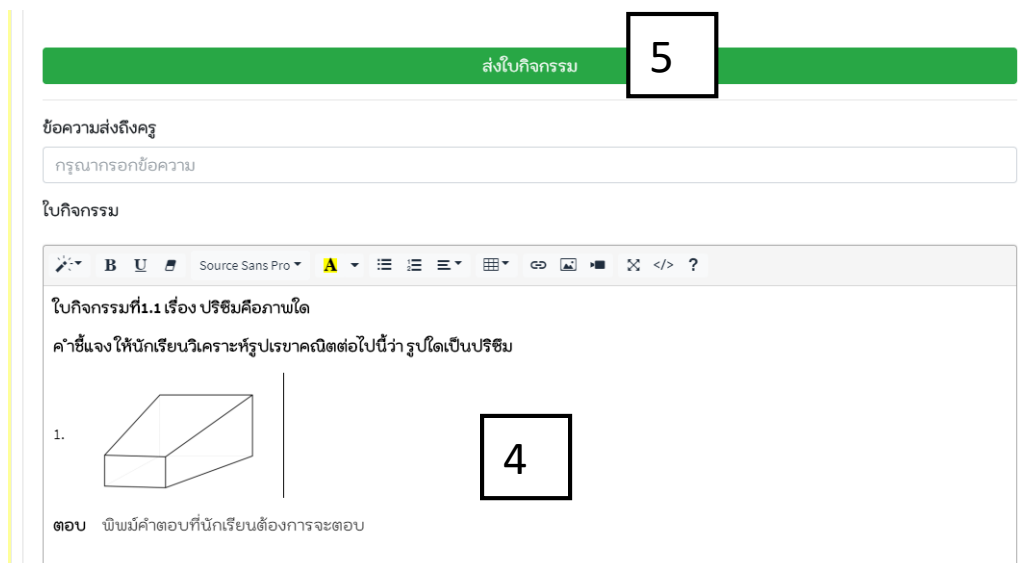 5
ส่งใบกิจกรรม
ข้อความส่งถึงครู
กรุณากรอกข้อความ
ใบกิจกรรม
B U Source Sans Pro A </> ?
ใบกิจกรรมที่1.1 เรื่อง ปริซึมคือภาพใด
คำชี้แจง ให้นักเรียนวิเคราะห์รูปเรขาคณิตต่อไปนี้ว่า รูปใดเป็นปริซึม
1.
4
ตอบ พิพม์คำตอบที่นักเรียนต้องการจะตอบ